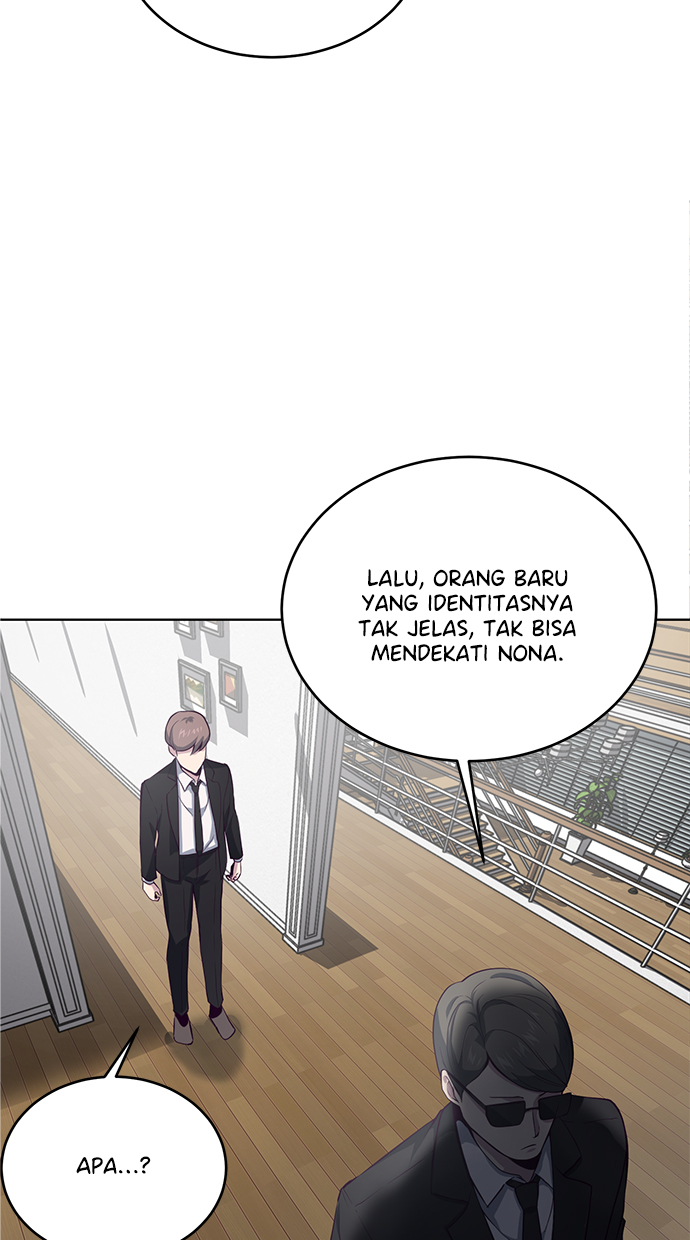 LALU, ORANG BARU
YANG IDENTITASNYA
TAK JELAS, TAK BISA
MENDEKATI NONA.
APA...?